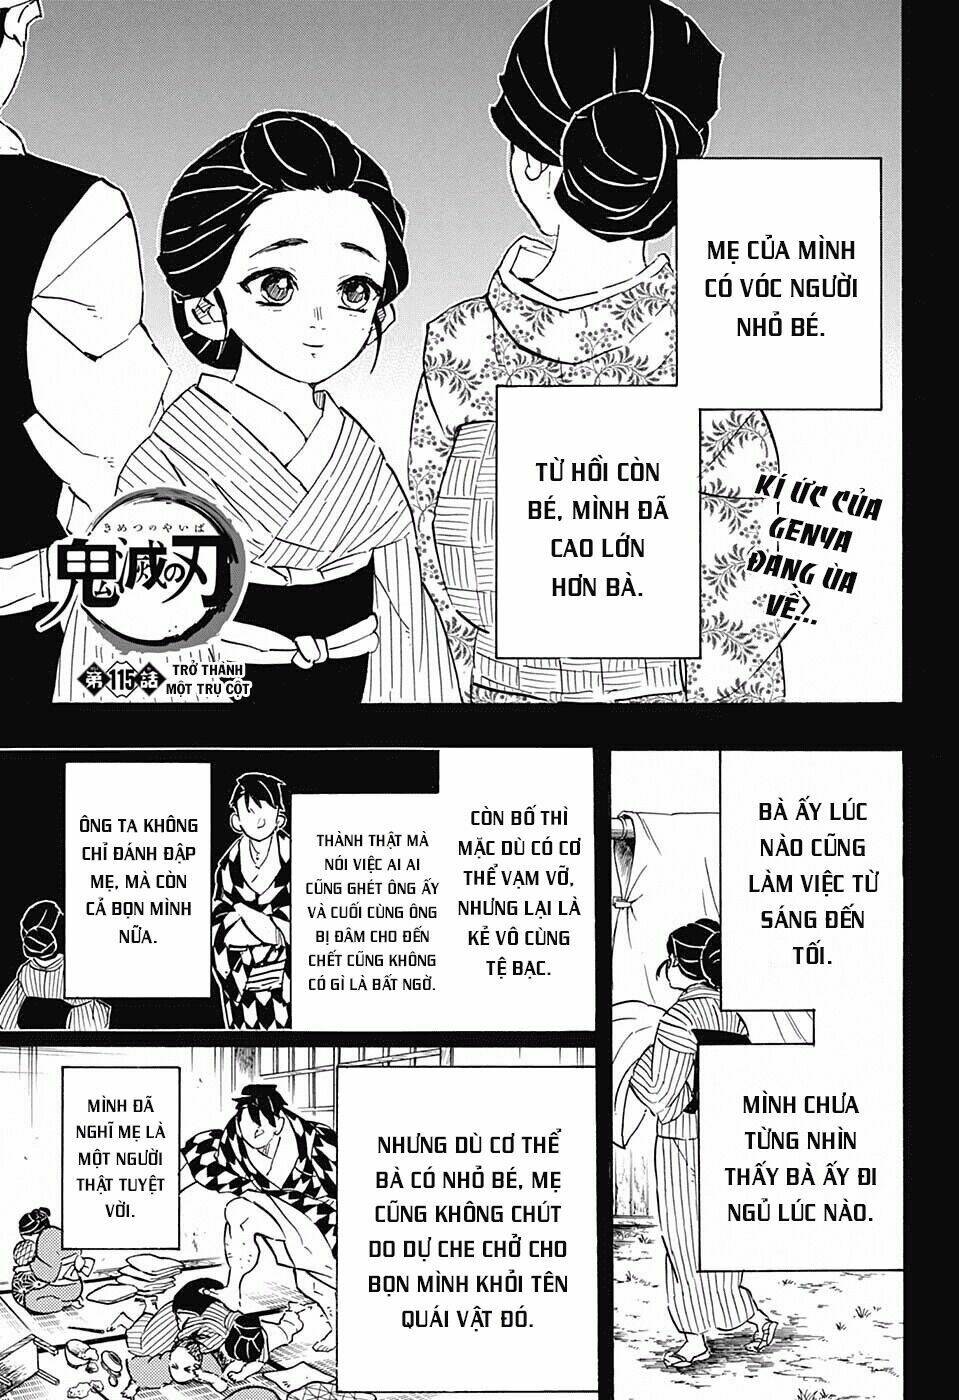 MẸ CỦA MÌNH
CÓ VÓC NGƯỜI
NHỎ BÉ.
TỪ HỒI CÒN
BÉ, MÌNH ĐÃ
CAO LỚN
HƠN BÀ.
KÍ ỨC CỦA
GENYA
ĐANG ÙA
VỀ...
きめつのやいば
鬼滅の刃
第115話
TRỞ THÀNH
MỘT TRỤ CỘT
BÀ ẤY LÚC
NÀO CŨNG
LÀM VIỆC TỪ
SÁNG ĐẾN
TỐI.
MÌNH CHƯA
TỪNG NHÌN
THẤY BÀ ẤY ĐI
NGỦ LÚC NÀO.
CÒN BỐ THÌ
MẶC DÙ CÓ CƠ
THỂ VẠM VỠ,
NHƯNG LẠI LÀ
KẺ VÔ CÙNG
TỆ BẠC.
THÀNH THẬT MÀ
NÓI VIỆC AI AI
CŨNG GHÉT ÔNG ẤY
VÀ CUỐI CÙNG ÔNG
BỊ ĐÂM CHO ĐẾN
CHẾT CŨNG KHÔNG
CÓ GÌ LÀ BẤT NGỜ.
ÔNG TA KHÔNG
CHỈ ĐÁNH ĐẬP
MẸ, MÀ CÒN
CẢ BỌN MÌNH
NỮA.
NHƯNG DÙ CƠ THỂ
BÀ CÓ NHỎ BÉ, MẸ
CŨNG KHÔNG CHÚT
DO DỰ CHE CHỞ CHO
BỌN MÌNH KHỎI TÊN
QUÁI VẬT ĐÓ.
MÌNH ĐÃ
NGHĨ MẸ LÀ
MỘT NGƯỜI
THẬT TUYỆT
VỜI.